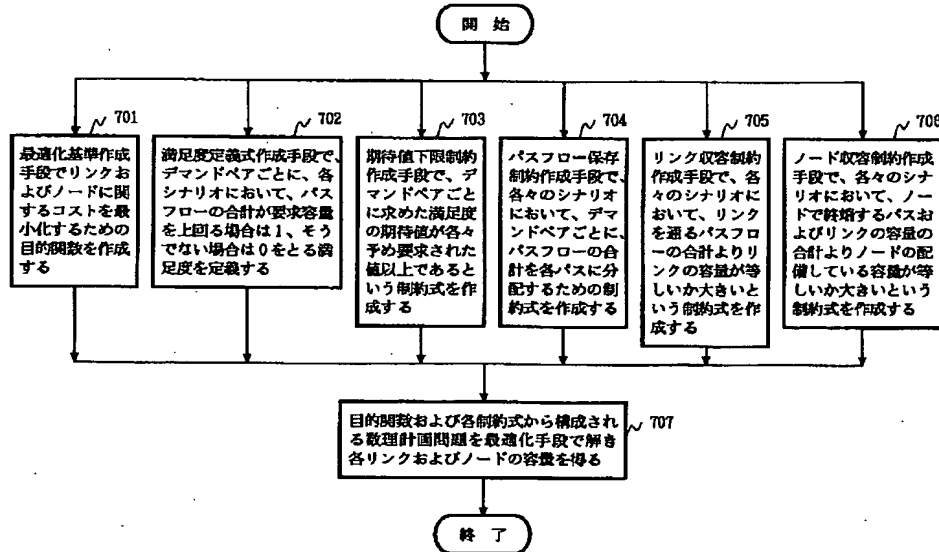 開始
701
最適化基準作成
手段でリンクお
よびノードに関
するコストを最
小化するための
目的関数を作成
する
702
満足度定義式作成手段で、
デマンドペアごとに、各
シナリオにおいて、パス
フローの合計が要求容量
を上回る場合は1、そう
でない場合は0をとる満
足度を定義する
703
期待値下限制約
作成手段で、デ
マンドペアごと
に求めた満足度
の期待値が各々
予め要求された
値以上であると
いう制約式を作
成する
704
パスフロー保存
制約作成手段で、
各々のシナリオ
において、デマ
ンドペアごとに、
パスフローの合
計を各パスに分
配するための制
約式を作成する
705
リンク収容制約
作成手段で、各
々のシナリオに
おいて、リンク
を通るパスフロ
ーの合計よりリ
ンクの容量が等
しいか大きいと
いう制約式を作
成する
706
ノード収容制約作成
手段で、各々のシナ
リオにおいて、ノー
ドで終端するパスお
よびリンクの容量の
合計よりノードの配
備している容量が等
しいか大きいという
制約式を作成する
目的関数および各制約式から構成され
る数理計画問題を最適化手段で解き
各リンクおよびノードの容量を得る
707
終了